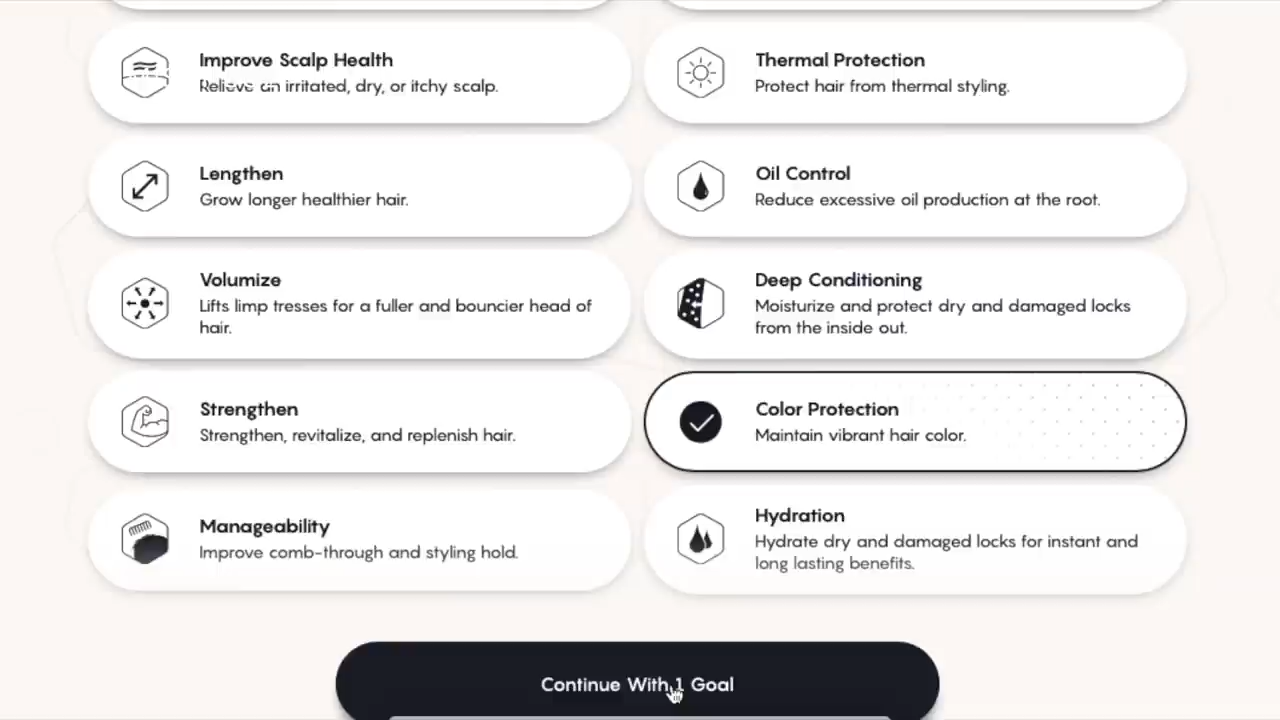 Improve Scalp Health
Relieve an irritated, dry, or itchy scalp.
Thermal Protection
Protect hair from thermal styling.
Lengthen
Grow longer healthier hair.
Oil Control
Reduce excessive oil production at the root.
Volumize
Lifts limp tresses for a fuller and bouncier head of
hair.
Deep Conditioning
Moisturize and protect dry and damaged locks
from the inside out.
Strengthen
Strengthen, revitalize, and replenish hair.
Color Protection
Maintain vibrant hair color.
Manageability
Improve comb-through and styling hold.
Hydration
Hydrate dry and damaged locks for instant and
long lasting benefits.
Continue With 1 Goal